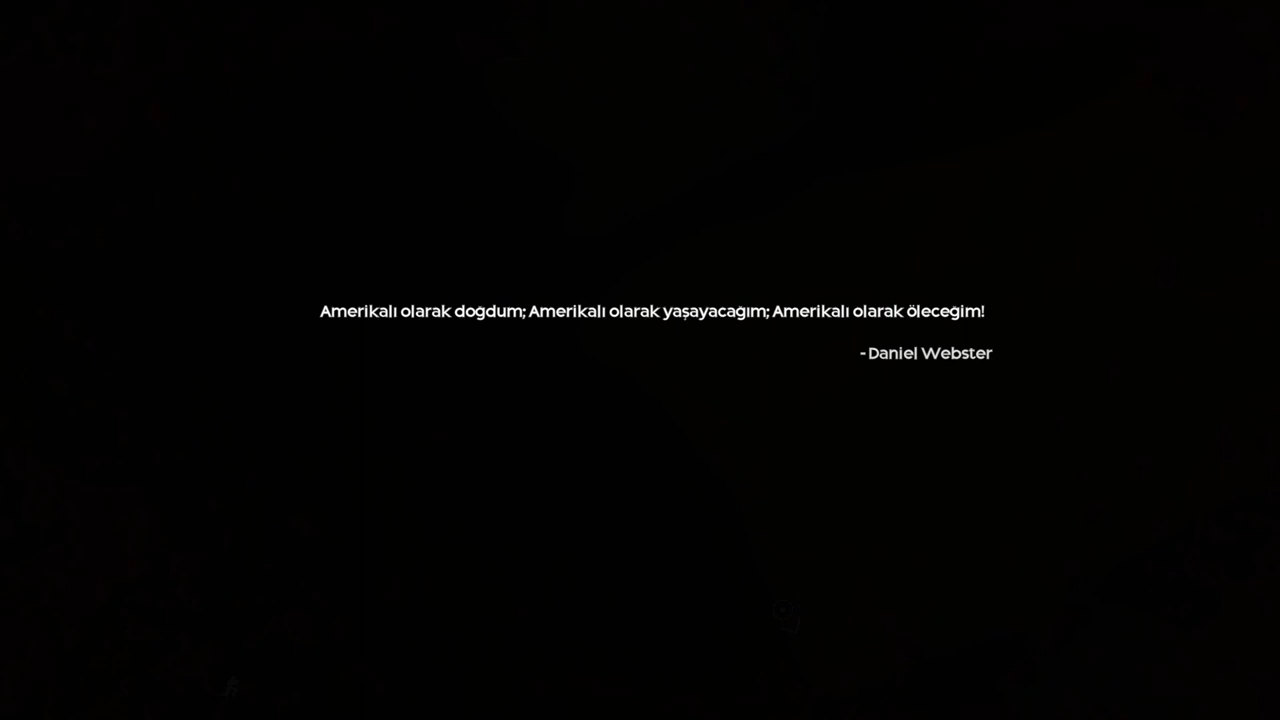 Amerikalı olarak doğdum; Amerikalı olarak yaşayacağım; Amerikalı olarak öleceğim!
- Daniel Webster